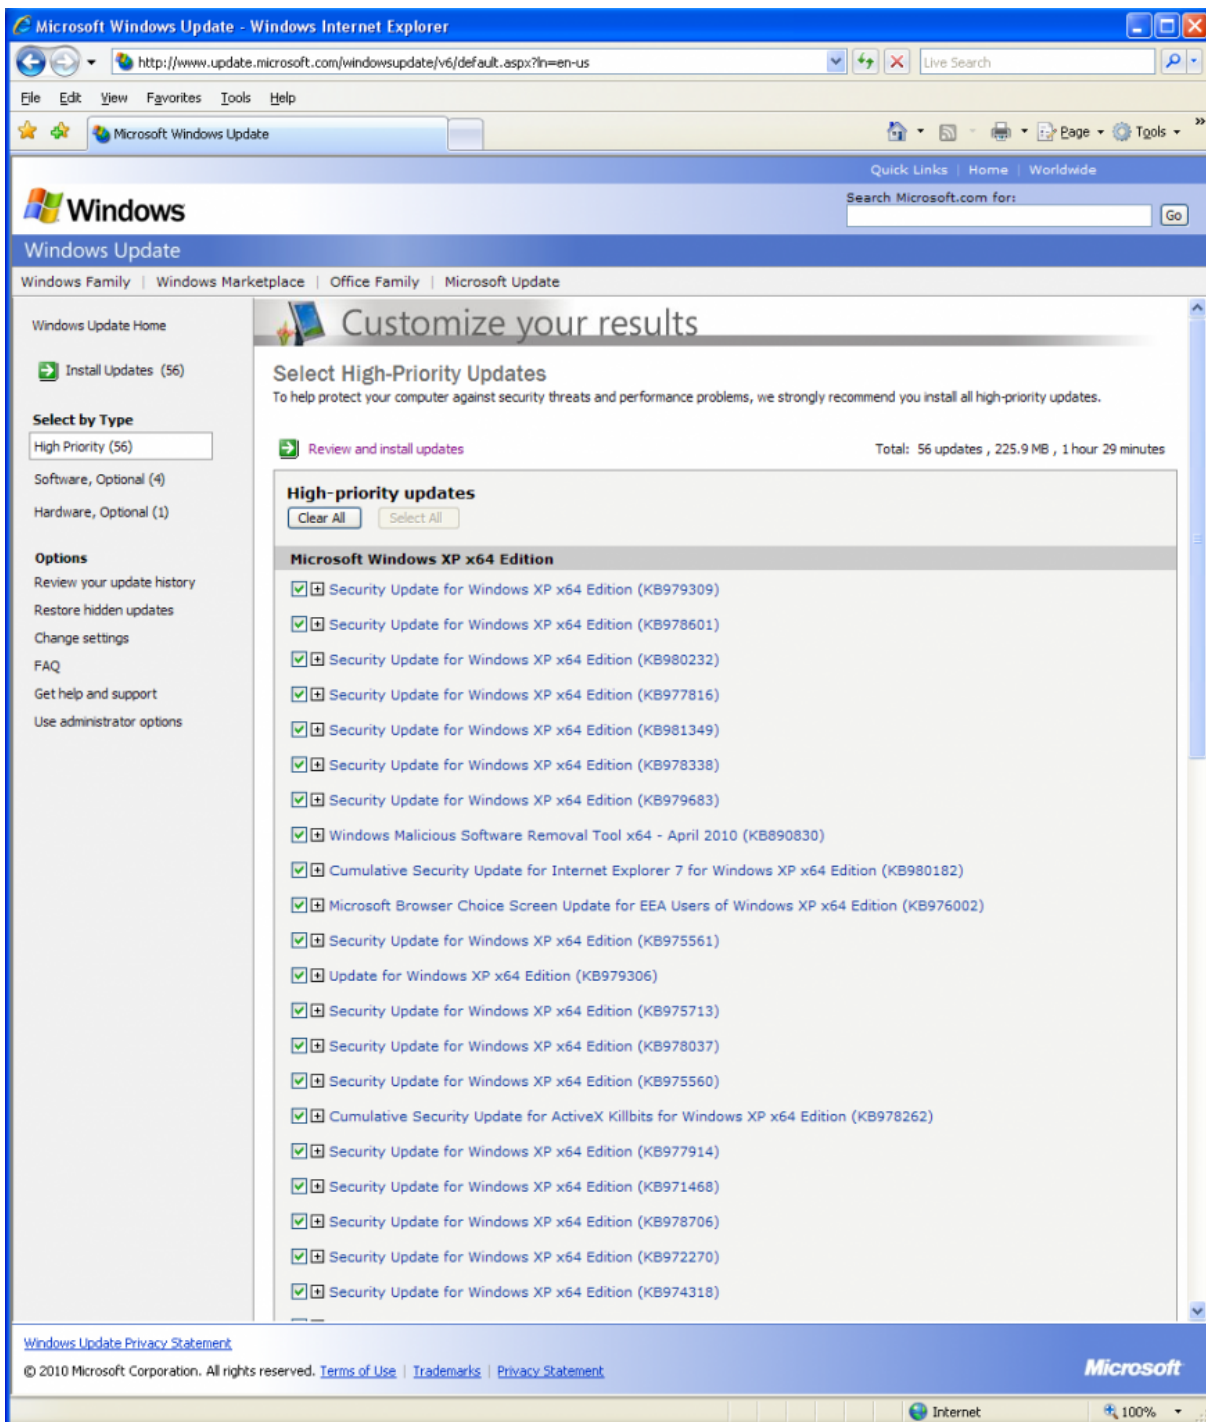 Microsoft Windows Update - Windows Internet Explorer
http://www.update.microsoft.com/windowsupdate/v6/default.aspx?ln=en-us
Live Search
File Edit View Favorites Tools Help
Microsoft Windows Update
Page Tools »
Quick Links | Home | Worldwide
Windows
Search Microsoft.com for:
Go
Windows Update
Windows Family | Windows Marketplace | Office Family | Microsoft Update
Windows Update Home
Install Updates (56)
Select by Type
High Priority (56)
Software, Optional (4)
Hardware, Optional (1)
Options
Review your update history
Restore hidden updates
Change settings
FAQ
Get help and support
Use administrator options
Customize your results
Select High-Priority Updates
To help protect your computer against security threats and performance problems, we strongly recommend you install all high-priority updates.
Review and install updates
Total: 56 updates , 225.9 MB , 1 hour 29 minutes
High-priority updates
Clear All Select All
Microsoft Windows XP x64 Edition
Security Update for Windows XP x64 Edition (KB979309)
Security Update for Windows XP x64 Edition (KB978601)
Security Update for Windows XP x64 Edition (KB980232)
Security Update for Windows XP x64 Edition (KB977816)
Security Update for Windows XP x64 Edition (KB981349)
Security Update for Windows XP x64 Edition (KB978338)
Security Update for Windows XP x64 Edition (KB979683)
Windows Malicious Software Removal Tool x64 - April 2010 (KB890830)
Cumulative Security Update for Internet Explorer 7 for Windows XP x64 Edition (KB980182)
Microsoft Browser Choice Screen Update for EEA Users of Windows XP x64 Edition (KB976002)
Security Update for Windows XP x64 Edition (KB975561)
Update for Windows XP x64 Edition (KB979306)
Security Update for Windows XP x64 Edition (KB975713)
Security Update for Windows XP x64 Edition (KB978037)
Security Update for Windows XP x64 Edition (KB975560)
Cumulative Security Update for ActiveX Killbits for Windows XP x64 Edition (KB978262)
Security Update for Windows XP x64 Edition (KB977914)
Security Update for Windows XP x64 Edition (KB971468)
Security Update for Windows XP x64 Edition (KB978706)
Security Update for Windows XP x64 Edition (KB972270)
Security Update for Windows XP x64 Edition (KB974318)
Windows Update Privacy Statement
© 2010 Microsoft Corporation. All rights reserved. Terms of Use | Trademarks | Privacy Statement
Microsoft
Internet
100%